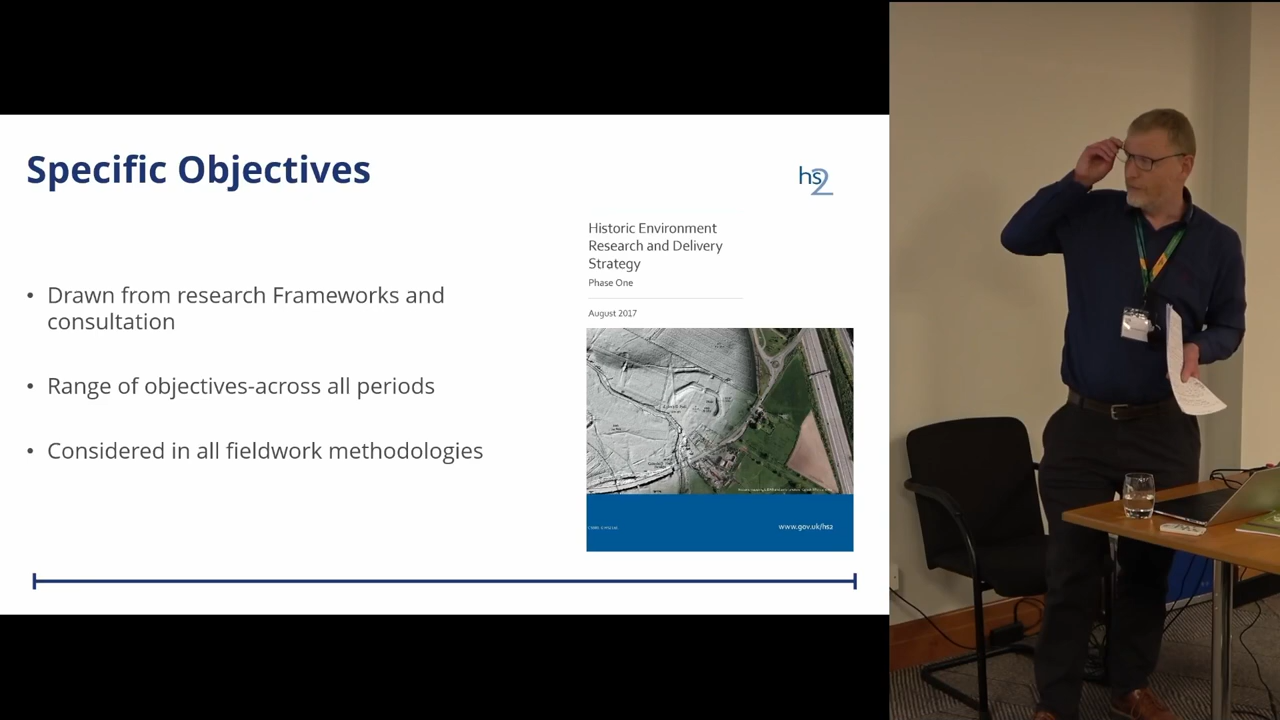 Specific Objectives
hs2
Historic Environment
Research and Delivery
Strategy
Phase One
August 2017
• Drawn from research Frameworks and
consultation
• Range of objectives-across all periods
• Considered in all fieldwork methodologies
www.gov.uk/hs2